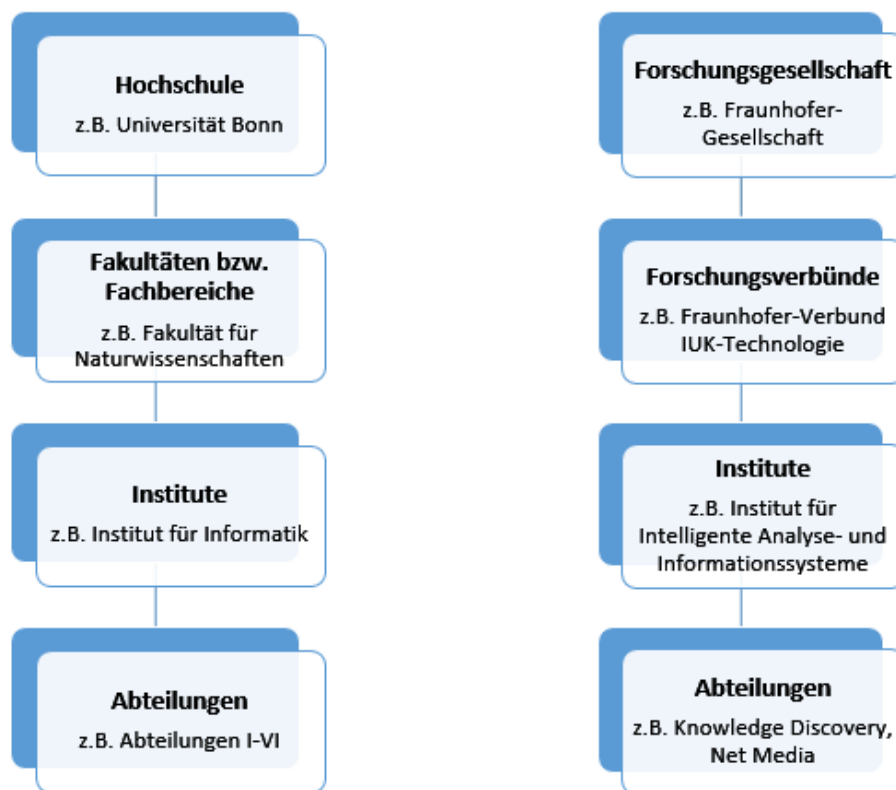 Hochschule
z.B. Universität Bonn
Fakultäten bzw.
Fachbereiche
z.B. Fakultät für
Naturwissenschaften
Institute
z.B. Institut für Informatik
Abteilungen
z.B. Abteilungen I-VI
Forschungsgesellschaft
z.B. Fraunhofer-
Gesellschaft
Forschungsverbünde
z.B. Fraunhofer-Verbund
IUK-Technologie
Institute
z.B. Institut für
Intelligente Analyse- und
Informationssysteme
Abteilungen
z.B. Knowledge Discovery,
Net Media